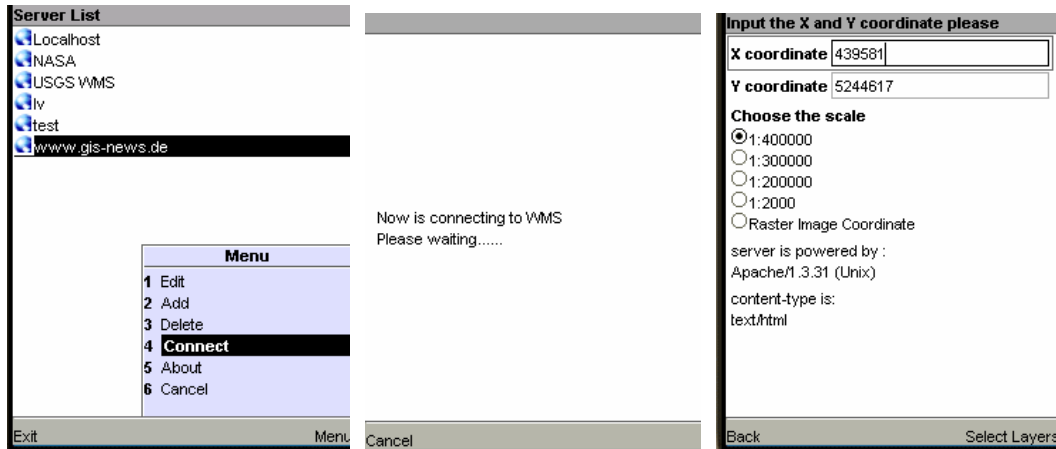 Server List
Localhost
NASA
USGS WMS
lv
test
www.gis-news.de
Menu
1 Edit
2 Add
3 Delete
4 Connect
5 About
6 Cancel
Exit Menu
Now is connecting to WMS
Please waiting......
Cancel
Input the X and Y coordinate please
X coordinate 439581
Y coordinate 5244617
Choose the scale
1:400000
1:300000
1:200000
1:2000
Raster Image Coordinate
server is powered by :
Apache/1.3.31 (Unix)
content-type is:
text/html
Back Select Layers